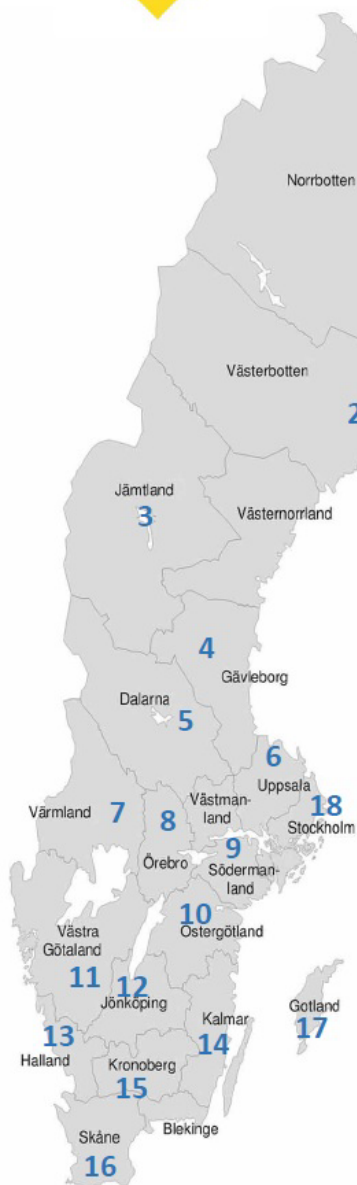 Norrbotten
Västerbotten
2
Jämtland
3
Västernorrland
4
Gävleborg
Dalarna
5
6
Uppsala
Värmland
7
8
Västman-
land
18
Stockholm
9
Örebro
Söderman-
land
10
Östergötland
Västra
Götaland
11
12
Jönköping
13
Halland
Kalmar
14
Gotland
17
Kronoberg
15
Blekinge
Skåne
16